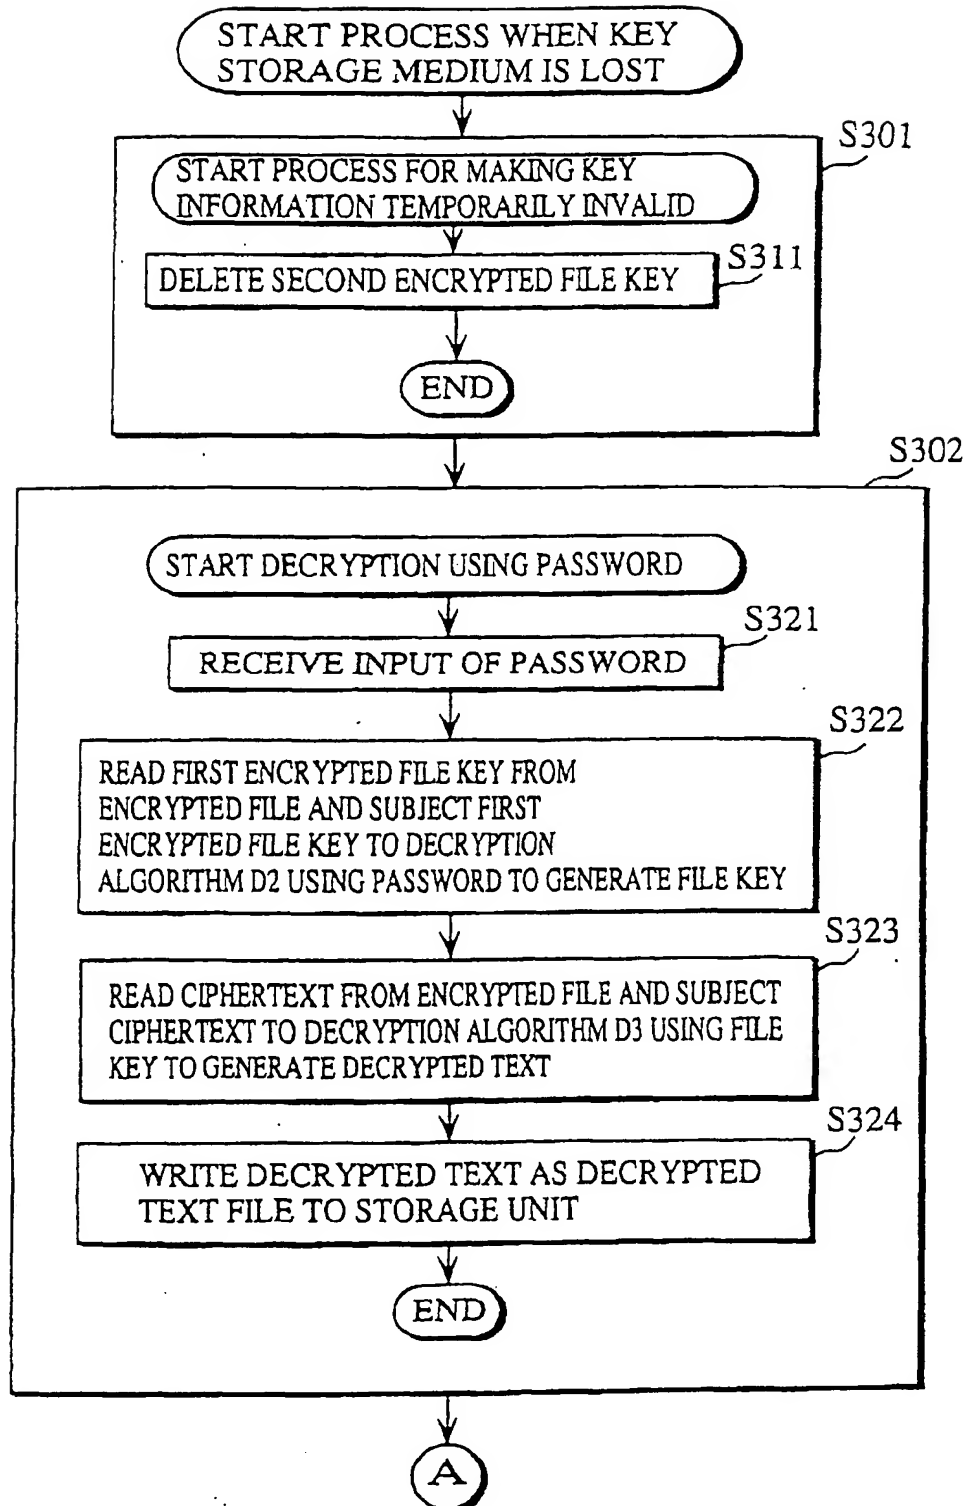 START PROCESS WHEN KEY
STORAGE MEDIUM IS LOST
S301
START PROCESS FOR MAKING KEY
INFORMATION TEMPORARILY INVALID
S311
DELETE SECOND ENCRYPTED FILE KEY
END
S302
START DECRYPTION USING PASSWORD
S321
RECEIVE INPUT OF PASSWORD
S322
READ FIRST ENCRYPTED FILE KEY FROM
ENCRYPTED FILE AND SUBJECT FIRST
ENCRYPTED FILE KEY TO DECRYPTION
ALGORITHM D2 USING PASSWORD TO GENERATE FILE KEY
S323
READ CIPHERTEXT FROM ENCRYPTED FILE AND SUBJECT
CIPHERTEXT TO DECRYPTION ALGORITHM D3 USING FILE
KEY TO GENERATE DECRYPTED TEXT
S324
WRITE DECRYPTED TEXT AS DECRYPTED
TEXT FILE TO STORAGE UNIT
END
A